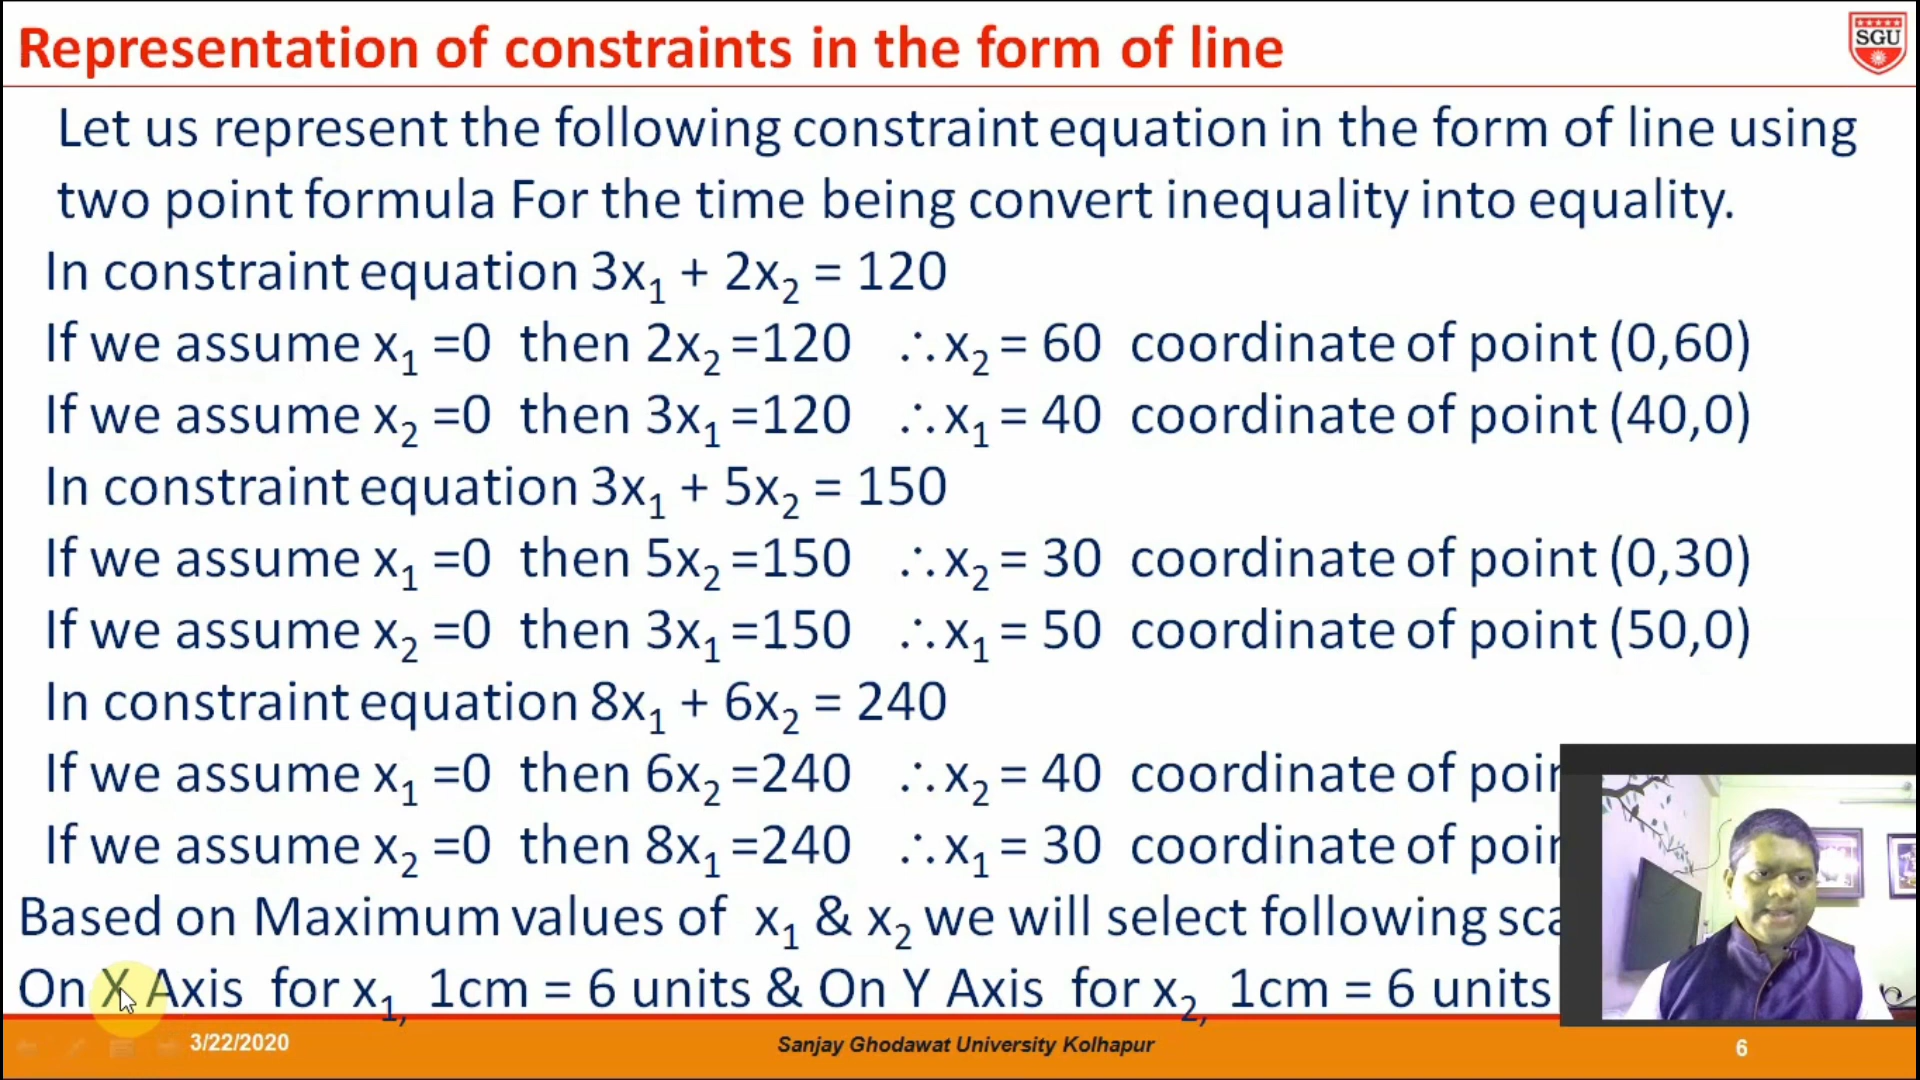 Representation of constraints in the form of line
SGU
Let us represent the following constraint equation in the form of line using
two point formula For the time being convert inequality into equality.
In constraint equation 3x₁ + 2x₂ = 120
If we assume x₁ =0 then 2x₂ =120 ∴x₂ = 60 coordinate of point (0,60)
If we assume x₂ =0 then 3x₁ =120 ∴x₁ = 40 coordinate of point (40,0)
In constraint equation 3x₁ + 5x₂ = 150
If we assume x₁ =0 then 5x₂ =150 ∴x₂ = 30 coordinate of point (0,30)
If we assume x₂ =0 then 3x₁ =150 ∴x₁ = 50 coordinate of point (50,0)
In constraint equation 8x₁ + 6x₂ = 240
If we assume x₁ =0 then 6x₂ =240 ∴x₂ = 40 coordinate of
If we assume x₂ =0 then 8x₁ =240 ∴x₁ = 30 coordinate of
Based on Maximum values of x₁ & x₂ we will select following
On X Axis for x₁, 1cm = 6 units & On Y Axis for x₂, 1cm = 6 units
3/22/2020
Sanjay Ghodawat University Kolhapur
6